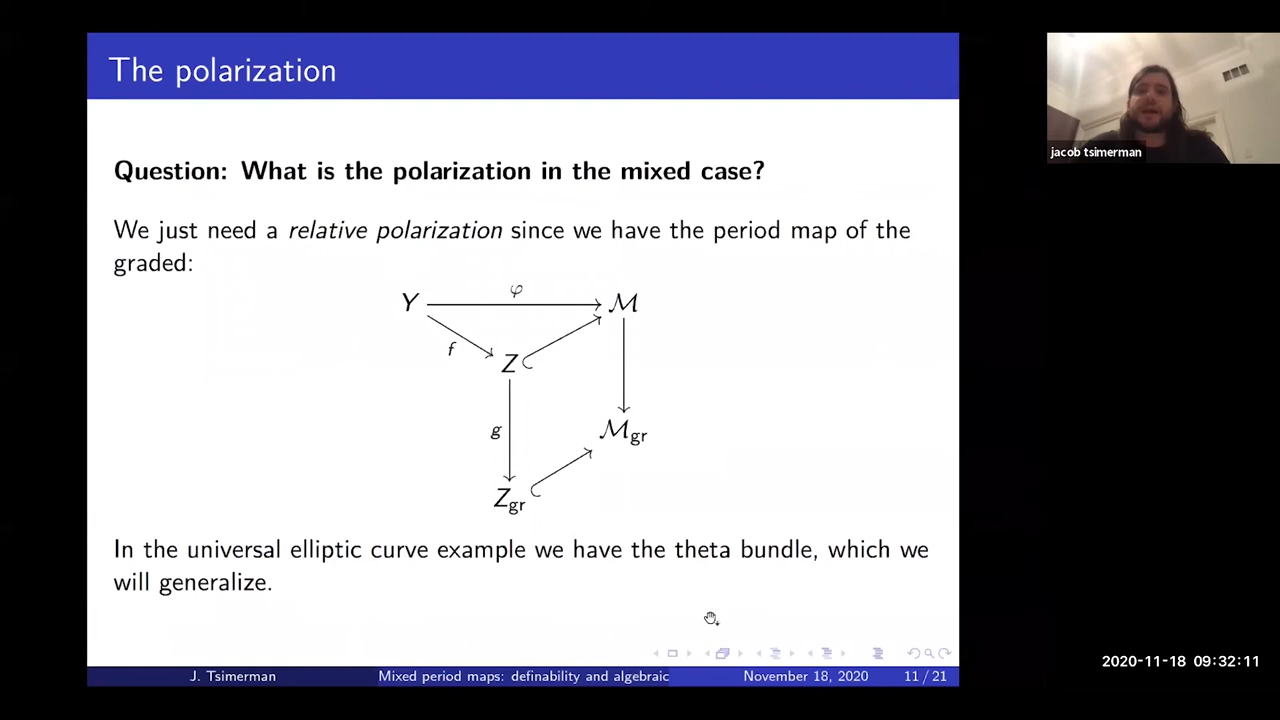 The polarization
jacob tsimerman
Question: What is the polarization in the mixed case?
We just need a relative polarization since we have the period map of the
graded:
Y φ ℳ
f
Z
g
ℳgr
Zgr
In the universal elliptic curve example we have the theta bundle, which we
will generalize.
2020-11-18 09:32:11
J. Tsimerman Mixed period maps: definability and algebraic November 18, 2020 11 / 21